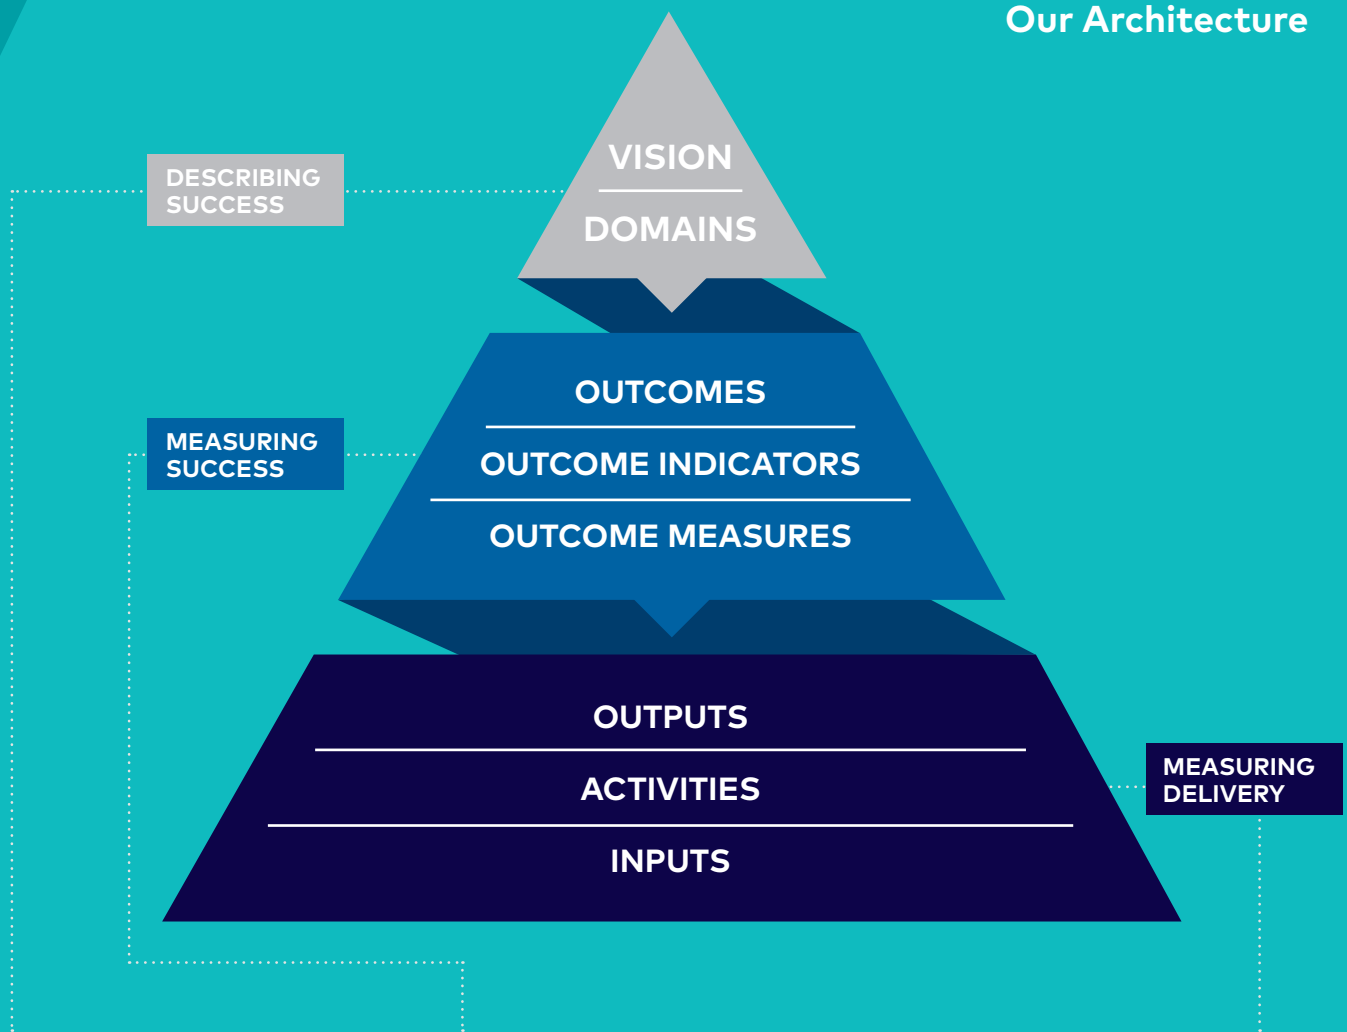 Our Architecture
VISION
DOMAINS
DESCRIBING
SUCCESS
OUTCOMES
OUTCOME INDICATORS
OUTCOME MEASURES
MEASURING
SUCCESS
OUTPUTS
ACTIVITIES
INPUTS
MEASURING
DELIVERY